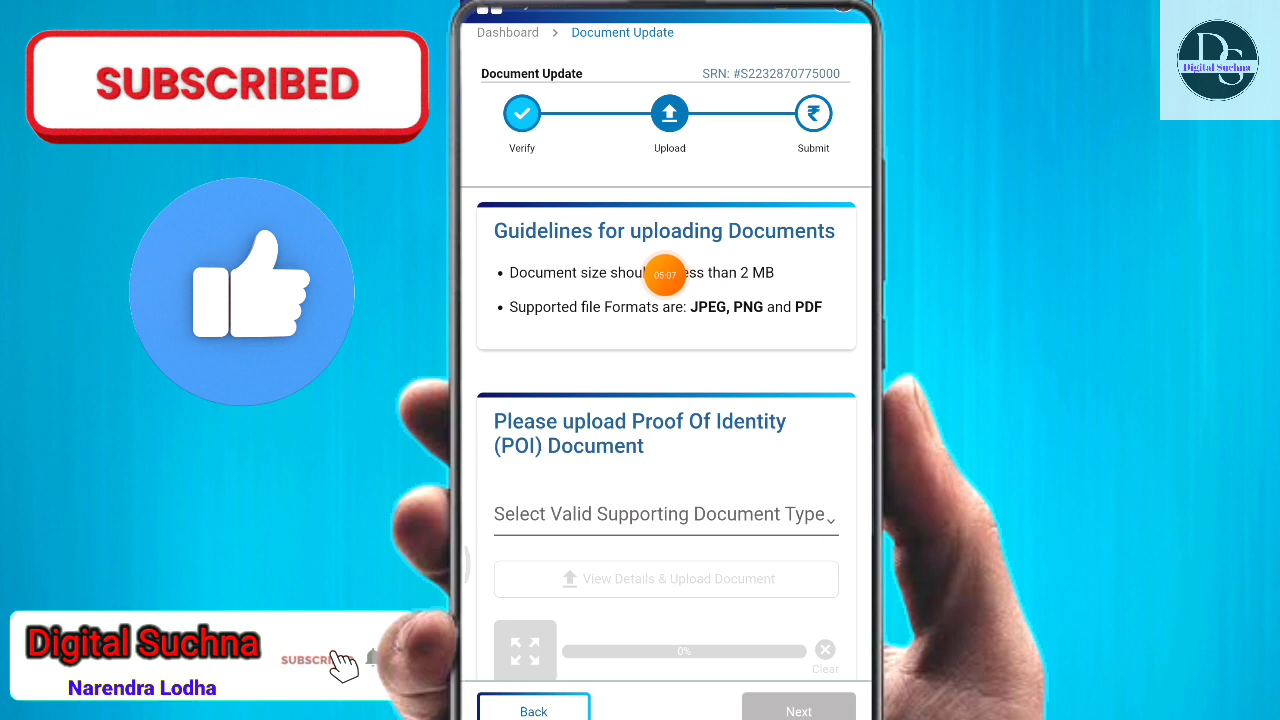 SUBSCRIBED
DS
Digital Suchna
Dashboard > Document Update
Document Update
SRN: #S2232870775000
₹
Verify
Upload
Submit
Guidelines for uploading Documents
• Document size shou
05:07
ess than 2 MB
• Supported file Formats are: JPEG, PNG and PDF
Please upload Proof Of Identity
(POI) Document
Select Valid Supporting Document Type
View Details & Upload Document
0%
Clear
Back
Next
Digital Suchna
SUBSCRI
Narendra Lodha